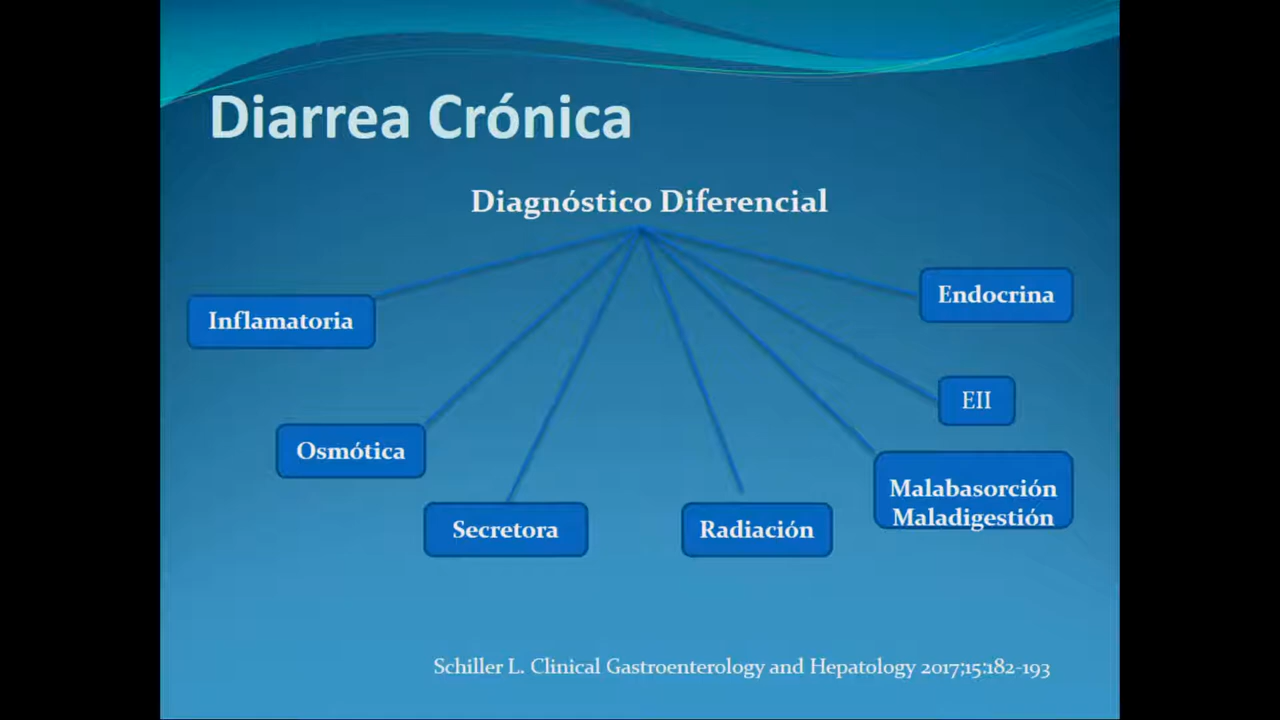 Diarrea Crónica
Diagnóstico Diferencial
Endocrina
Inflamatoria
EII
Osmótica
Malabasorción
Maladigestión
Secretora
Radiación
Schiller L. Clinical Gastroenterology and Hepatology 2017;15:182-193